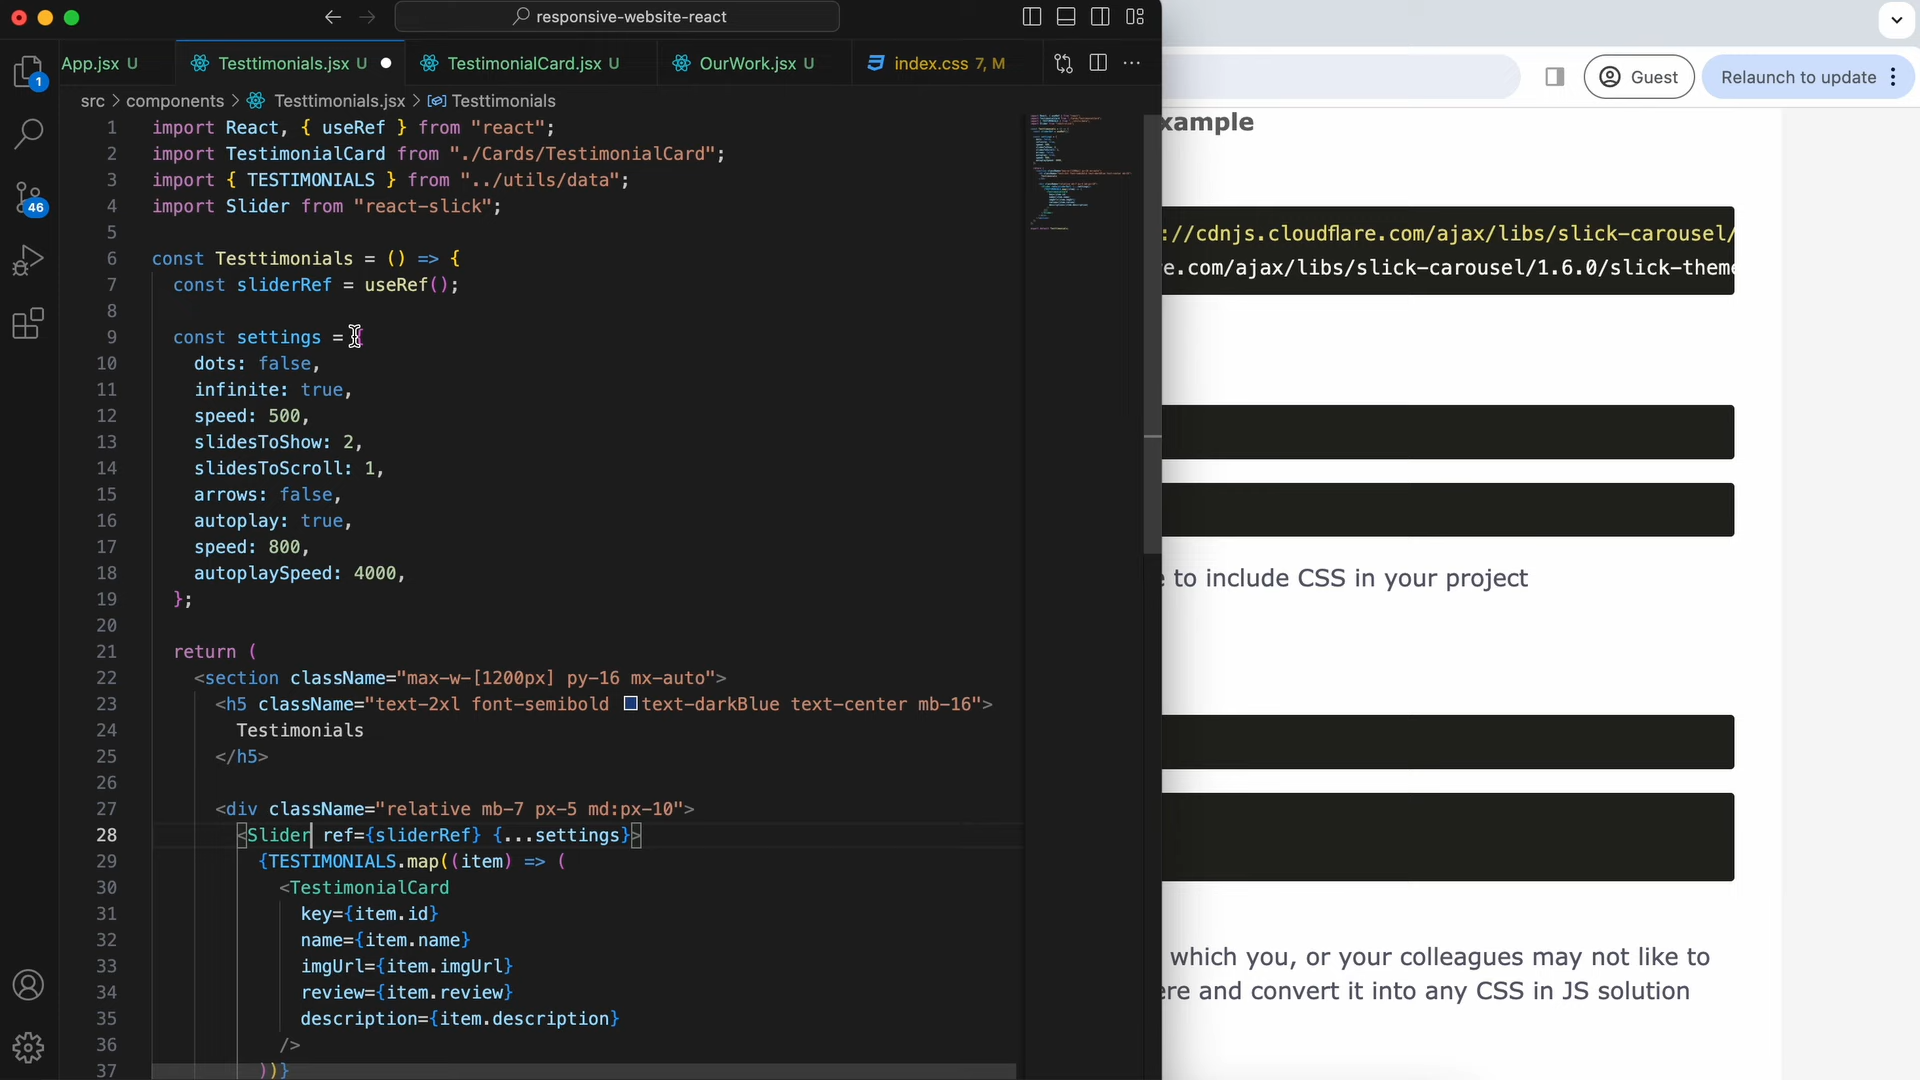 responsive-website-react
App.jsx U
Testtimonials.jsx U
TestimonialCard.jsx U
OurWork.jsx U
index.css 7, M
src > components > Testtimonials.jsx > Testtimonials
1 import React, { useRef } from "react";
2 import TestimonialCard from "./Cards/TestimonialCard";
3 import { TESTIMONIALS } from "../utils/data";
4 import Slider from "react-slick";
5
6 const Testtimonials = () => {
7 const sliderRef = useRef();
8
9 const settings = {
10 dots: false,
11 infinite: true,
12 speed: 500,
13 slidesToShow: 2,
14 slidesToScroll: 1,
15 arrows: false,
16 autoplay: true,
17 speed: 800,
18 autoplaySpeed: 4000,
19 };
20
21 return (
22 <section className="max-w-[1200px] py-16 mx-auto">
23 <h5 className="text-2xl font-semibold text-darkBlue text-center mb-16">
24 Testimonials
25 </h5>
26
27 <div className="relative mb-7 px-5 md:px-10">
28 <Slider ref={sliderRef} {...settings}>
29 {TESTIMONIALS.map((item) => (
30 <TestimonialCard
31 key={item.id}
32 name={item.name}
33 imgUrl={item.imgUrl}
34 review={item.review}
35 description={item.description}
36 />
37 ))}
1
46
Guest
Relaunch to update
xample
://cdnjs.cloudflare.com/ajax/libs/slick-carousel/
e.com/ajax/libs/slick-carousel/1.6.0/slick-theme
e to include CSS in your project
which you, or your colleagues may not like to
ere and convert it into any CSS in JS solution